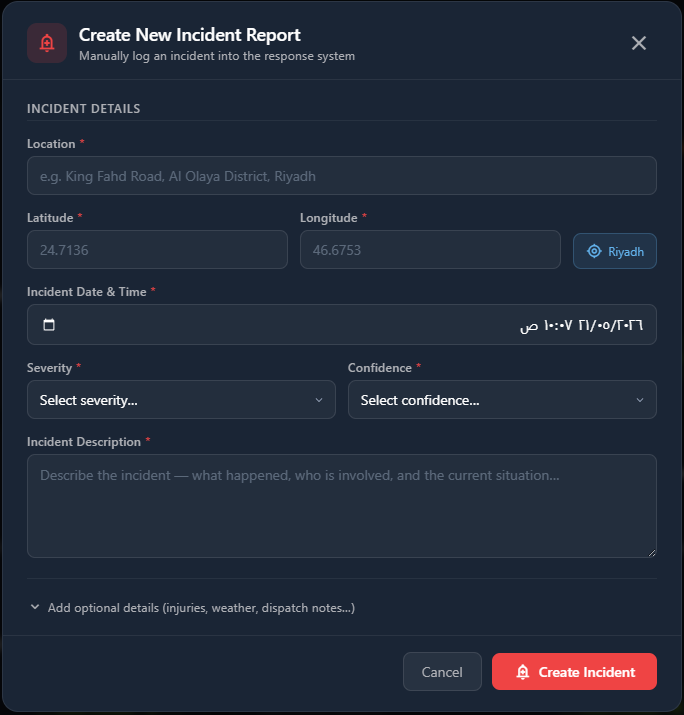 Create New Incident Report
Manually log an incident into the response system
INCIDENT DETAILS
Location *
e.g. King Fahd Road, Al Olaya District, Riyadh
Latitude *
Longitude *
24.7136
46.6753
Riyadh
Incident Date & Time *
٢١/٠٥/٢٠٢٦ ١٠:٠٧ ص
Severity *
Confidence *
Select severity...
Select confidence...
Incident Description *
Describe the incident — what happened, who is involved, and the current situation...
Add optional details (injuries, weather, dispatch notes...)
Cancel
Create Incident